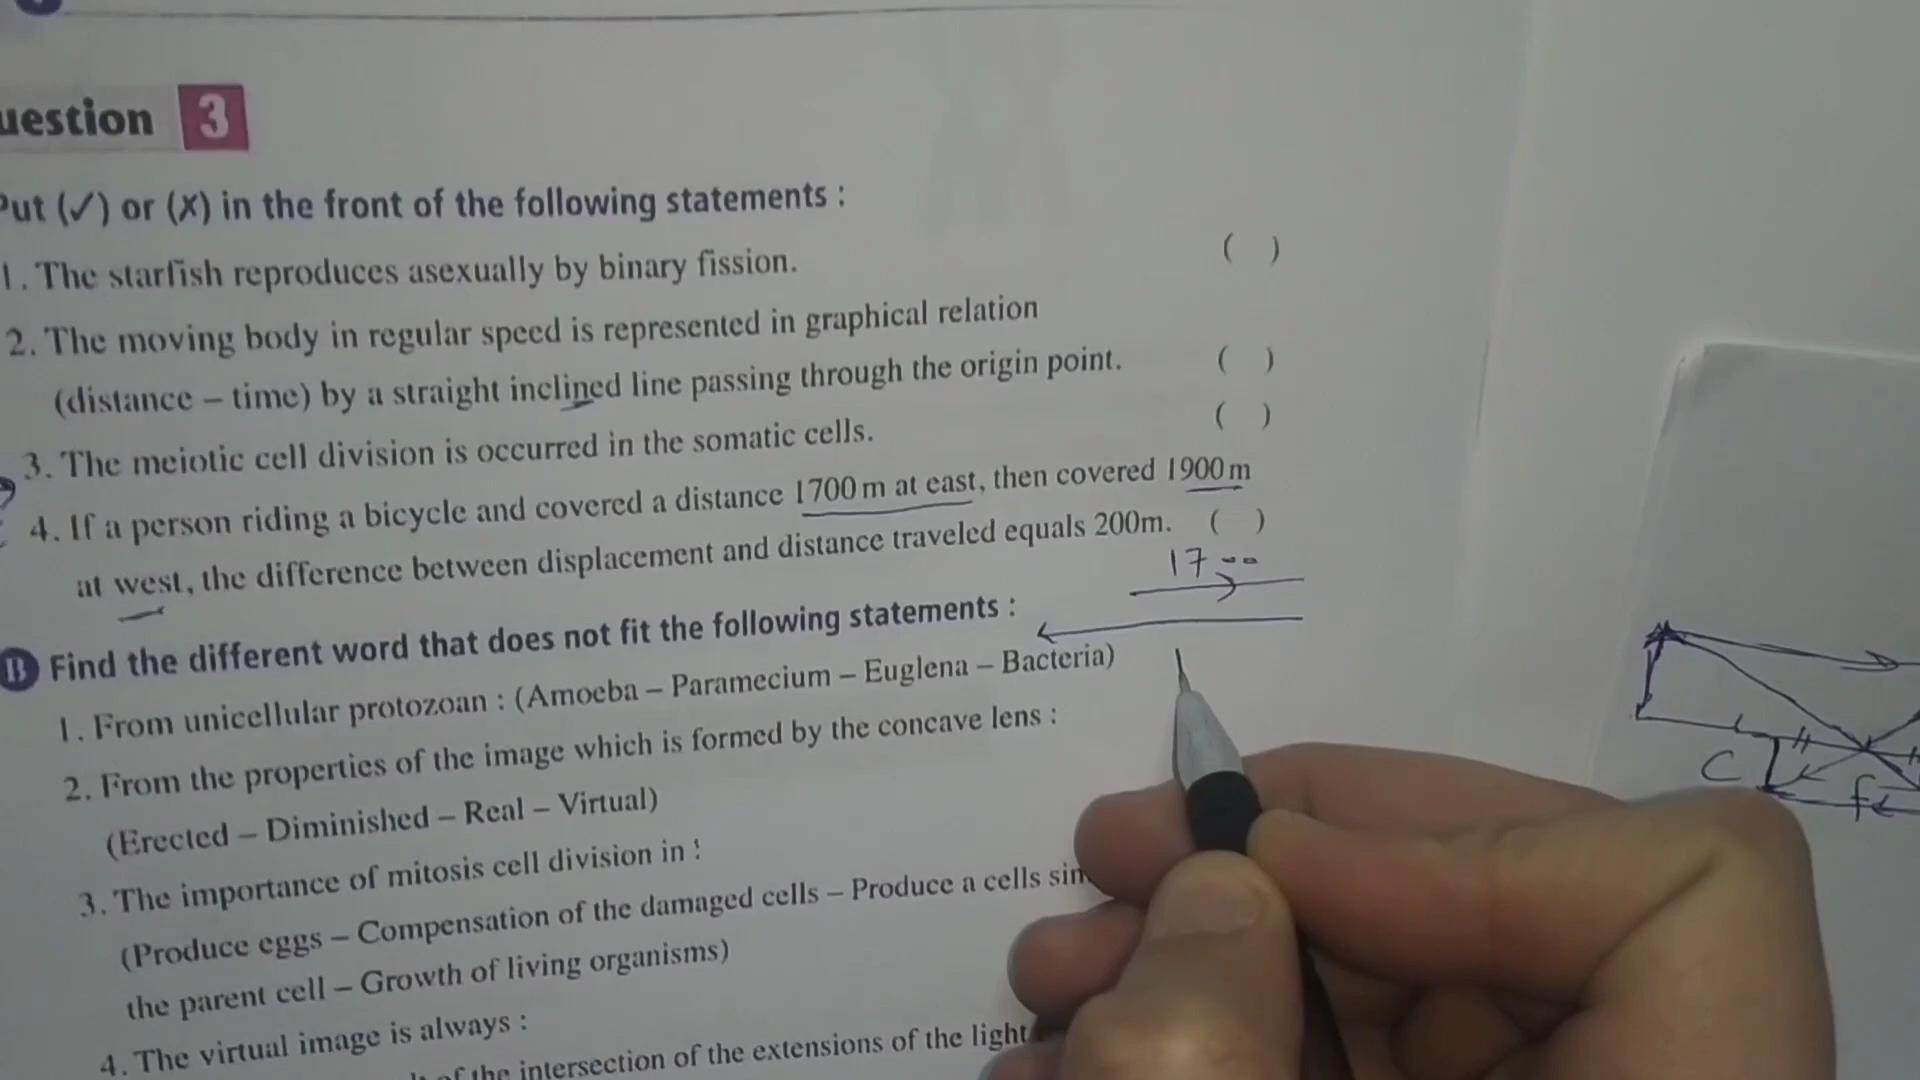 uestion 3
Put (✓) or (✗) in the front of the following statements :
1. The starfish reproduces asexually by binary fission. ( )
2. The moving body in regular speed is represented in graphical relation
(distance – time) by a straight inclined line passing through the origin point. ( )
3. The meiotic cell division is occurred in the somatic cells. ( )
4. If a person riding a bicycle and covered a distance 1700 m at east, then covered 1900 m
at west, the difference between displacement and distance traveled equals 200m. ( )
1700
B Find the different word that does not fit the following statements :
1. From unicellular protozoan : (Amoeba – Paramecium – Euglena – Bacteria)
2. From the properties of the image which is formed by the concave lens :
(Erected – Diminished – Real – Virtual)
C f
3. The importance of mitosis cell division in :
(Produce eggs – Compensation of the damaged cells – Produce a cells
the parent cell – Growth of living organisms)
4. The virtual image is always :
of the intersection of the extensions of the light